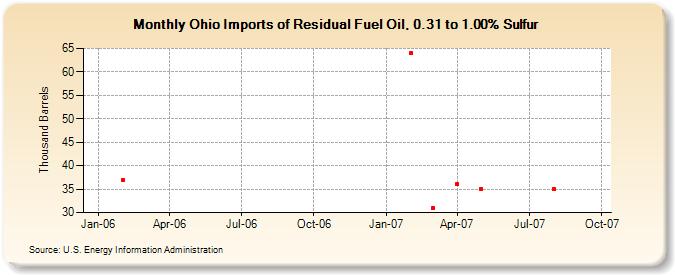 Monthly Ohio Imports of Residual Fuel Oil, 0.31 to 1.00% Sulfur
Thousand Barrels
65
60
55
50
45
40
35
30
Jan-06 Apr-06 Jul-06 Oct-06 Jan-07 Apr-07 Jul-07 Oct-07
Source: U.S. Energy Information Administration